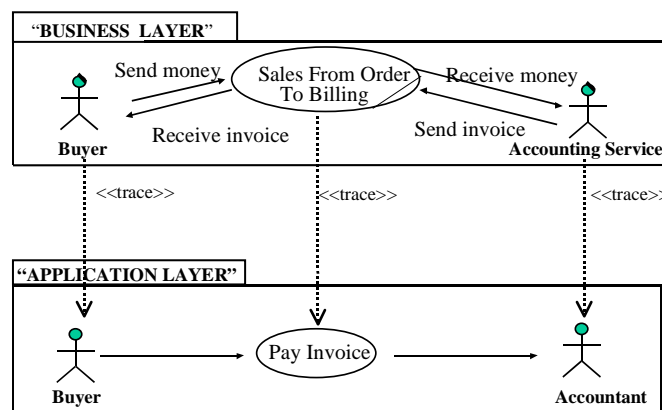 “BUSINESS LAYER”
Send money
Sales From Order
To Billing
Receive money
Receive invoice
Send invoice
Buyer
Accounting Service
<<trace>>
<<trace>>
<<trace>>
“APPLICATION LAYER”
Pay Invoice
Buyer
Accountant